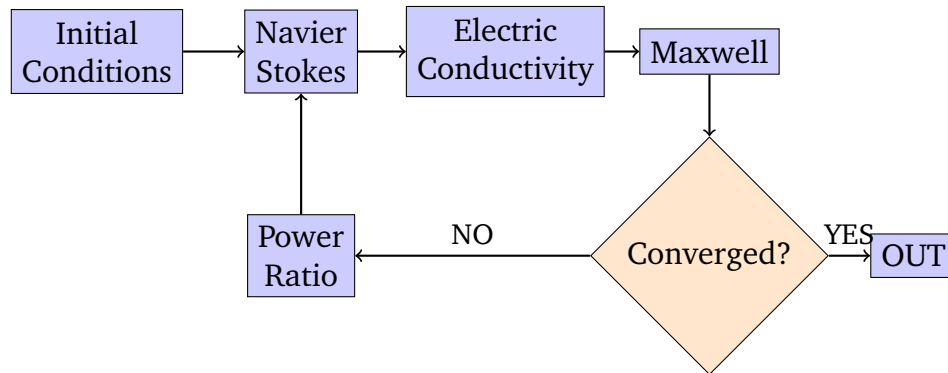 Initial
Conditions
Navier
Stokes
Electric
Conductivity
Maxwell
Converged?
YES
OUT
NO
Power
Ratio